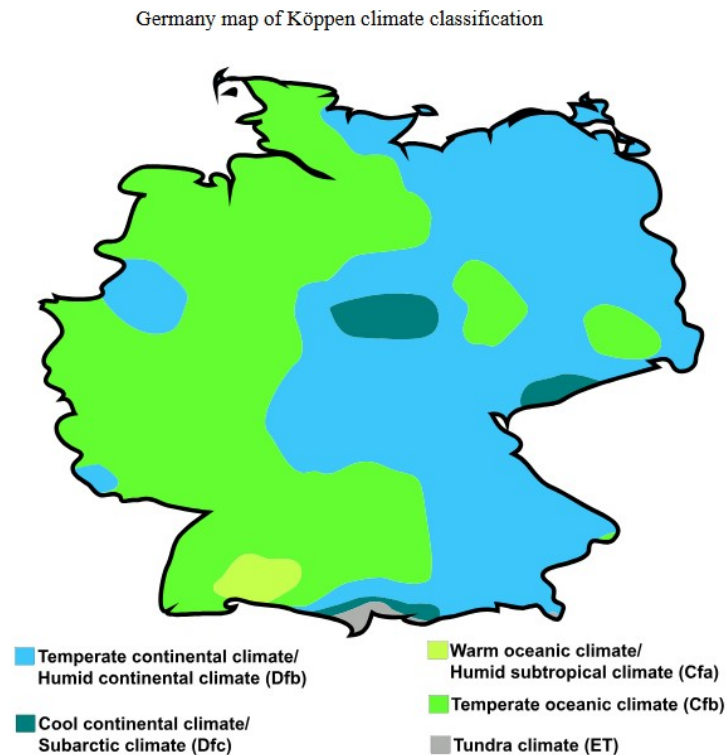 Germany map of Köppen climate classification
Temperate continental climate/
Humid continental climate (Dfb)
Cool continental climate/
Subarctic climate (Dfc)
Warm oceanic climate/
Humid subtropical climate (Cfa)
Temperate oceanic climate (Cfb)
Tundra climate (ET)